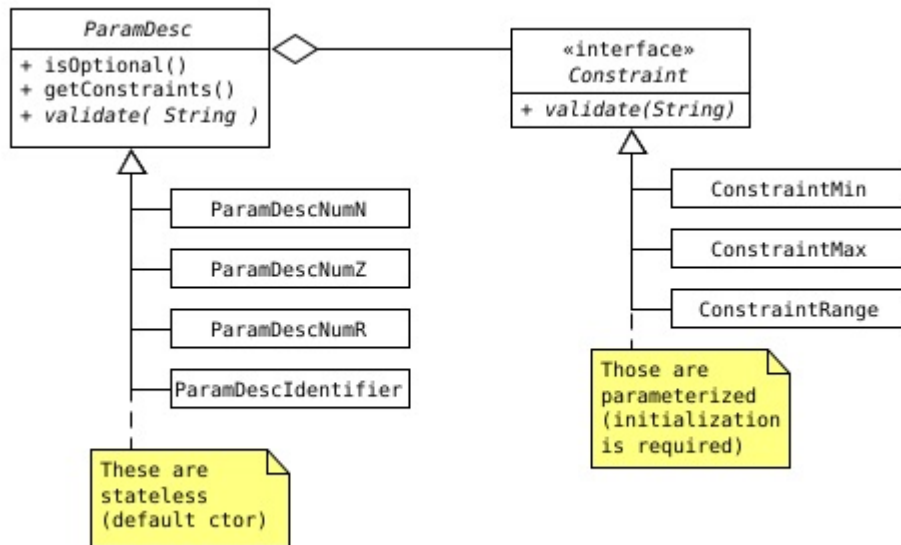 ParamDesc
+ isOptional()
+ getConstraints()
+ validate( String )
«interface»
Constraint
+ validate(String)
ParamDescNumN
ParamDescNumZ
ParamDescNumR
ParamDescIdentifier
ConstraintMin
ConstraintMax
ConstraintRange
These are
stateless
(default ctor)
Those are
parameterized
(initialization
is required)